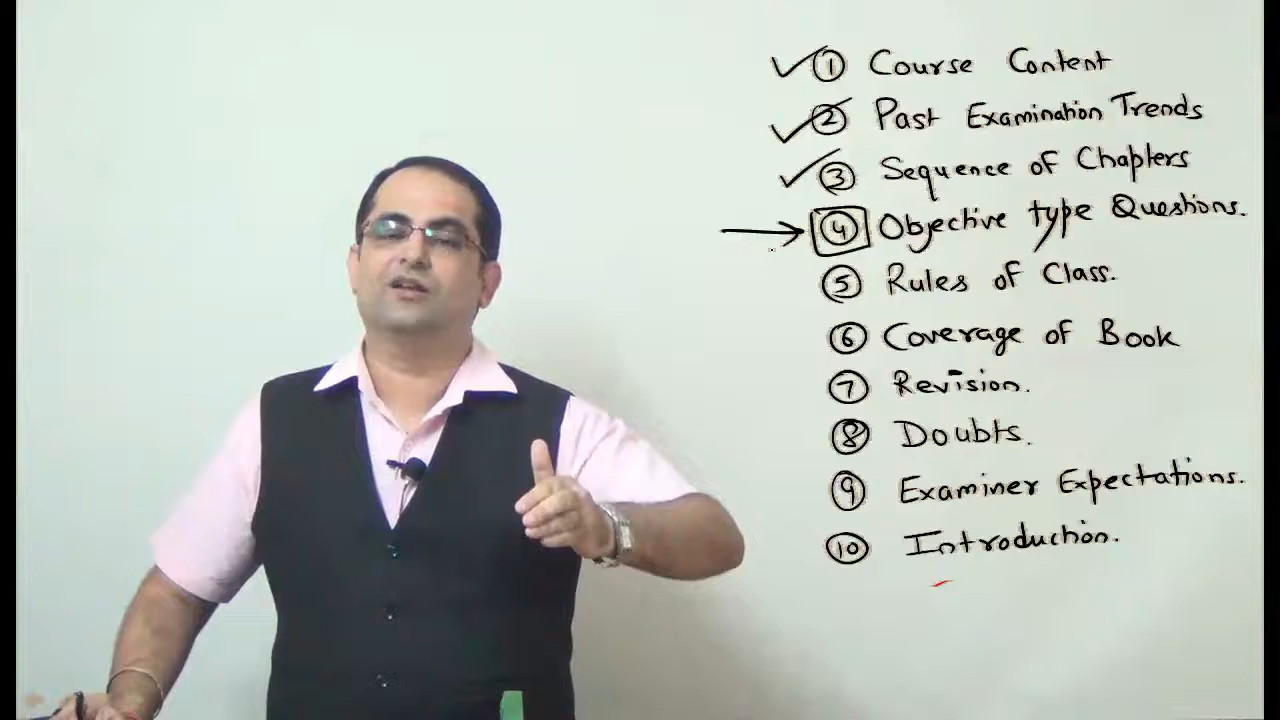 ① Course Content
② Past Examination Trends
③ Sequence of Chapters
④ Objective type Questions.
⑤ Rules of Class.
⑥ Coverage of Book
⑦ Revision.
⑧ Doubts.
⑨ Examiner Expectations.
⑩ Introduction.